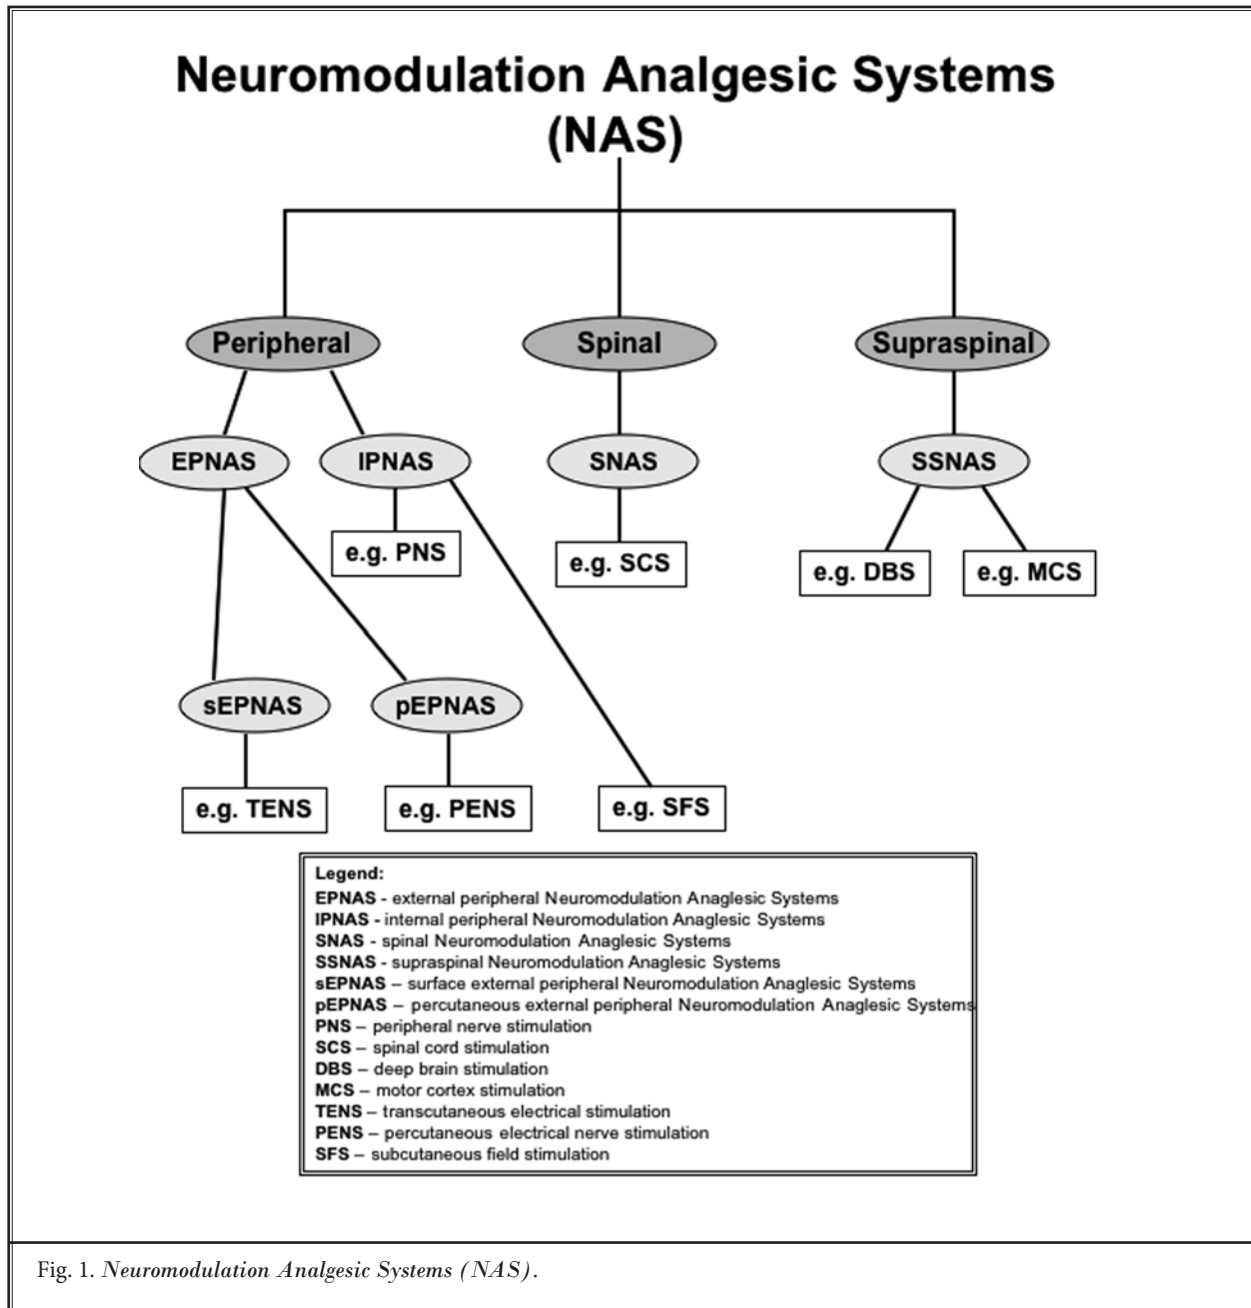 Neuromodulation Analgesic Systems
(NAS)
Peripheral
Spinal
Supraspinal
EPNAS
IPNAS
SNAS
SSNAS
e.g. PNS
e.g. SCS
e.g. DBS
e.g. MCS
sEPNAS
pEPNAS
e.g. TENS
e.g. PENS
e.g. SFS
Legend:
EPNAS - external peripheral Neuromodulation Anaglesic Systems
IPNAS - internal peripheral Neuromodulation Anaglesic Systems
SNAS - spinal Neuromodulation Anaglesic Systems
SSNAS - supraspinal Neuromodulation Anaglesic Systems
sEPNAS – surface external peripheral Neuromodulation Anaglesic Systems
pEPNAS – percutaneous external peripheral Neuromodulation Anaglesic Systems
PNS – peripheral nerve stimulation
SCS – spinal cord stimulation
DBS – deep brain stimulation
MCS – motor cortex stimulation
TENS – transcutaneous electrical stimulation
PENS – percutaneous electrical nerve stimulation
SFS – subcutaneous field stimulation
Fig. 1. Neuromodulation Analgesic Systems (NAS).